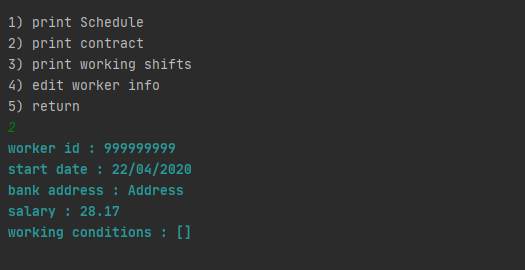 1) print Schedule
2) print contract
3) print working shifts
4) edit worker info
5) return
2
worker id : 999999999
start date : 22/04/2020
bank address : Address
salary : 28.17
working conditions : []